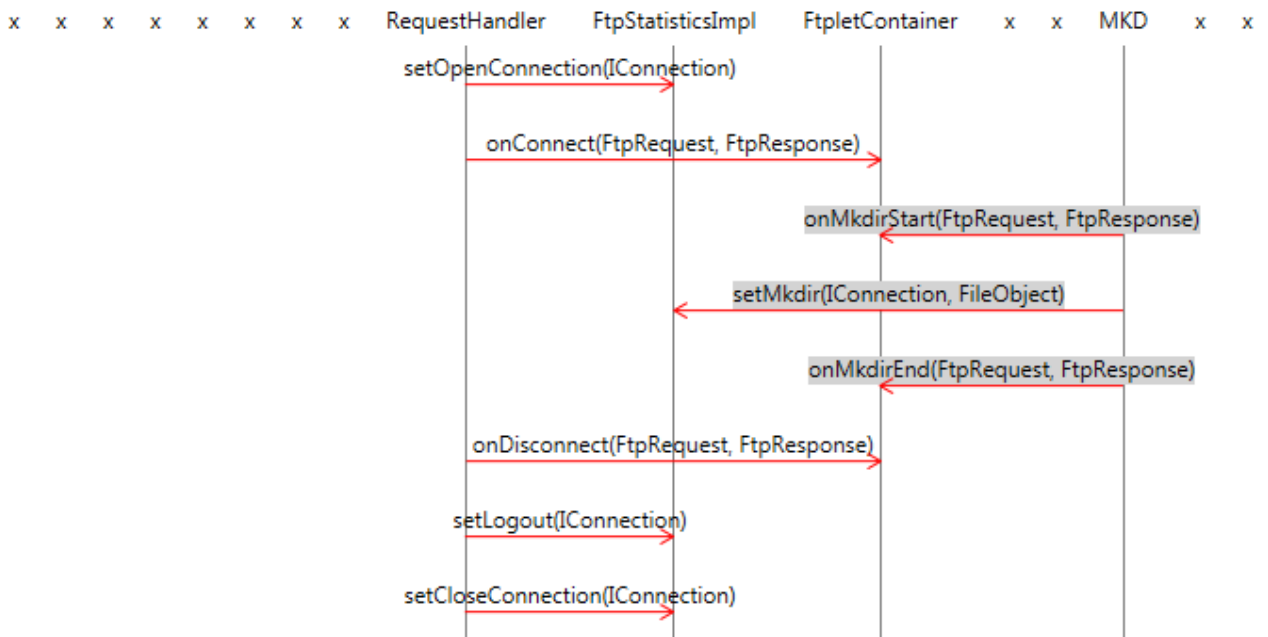 x x x x x x x x RequestHandler FtpStatisticsImpl FtpletContainer x x MKD x x
setOpenConnection(IConnection)
onConnect(FtpRequest, FtpResponse)
onMkdirStart(FtpRequest, FtpResponse)
setMkdir(IConnection, FileObject)
onMkdirEnd(FtpRequest, FtpResponse)
onDisconnect(FtpRequest, FtpResponse)
setLogout(IConnection)
setCloseConnection(IConnection)